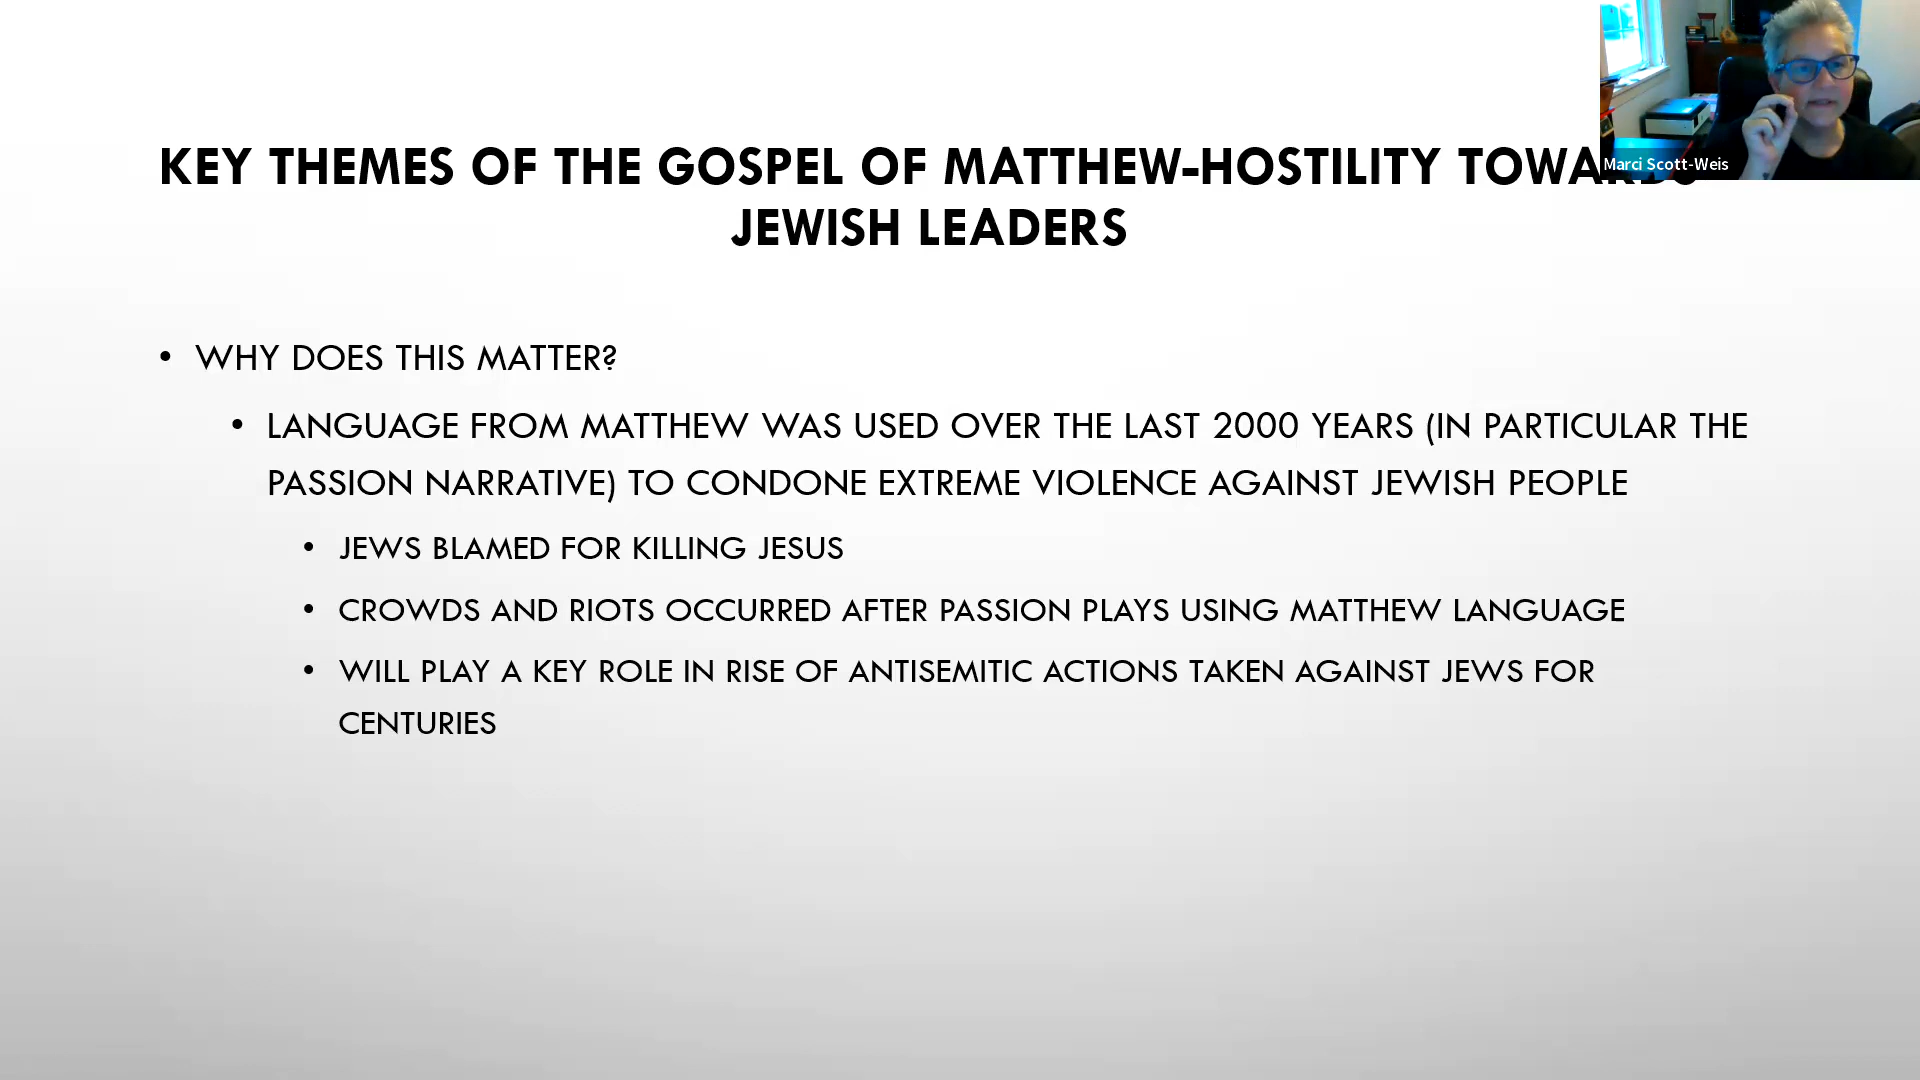 KEY THEMES OF THE GOSPEL OF MATTHEW-HOSTILITY TOWARDS
JEWISH LEADERS
• WHY DOES THIS MATTER?
• LANGUAGE FROM MATTHEW WAS USED OVER THE LAST 2000 YEARS (IN PARTICULAR THE
PASSION NARRATIVE) TO CONDONE EXTREME VIOLENCE AGAINST JEWISH PEOPLE
• JEWS BLAMED FOR KILLING JESUS
• CROWDS AND RIOTS OCCURRED AFTER PASSION PLAYS USING MATTHEW LANGUAGE
• WILL PLAY A KEY ROLE IN RISE OF ANTISEMITIC ACTIONS TAKEN AGAINST JEWS FOR
CENTURIES
Marci Scott-Weis